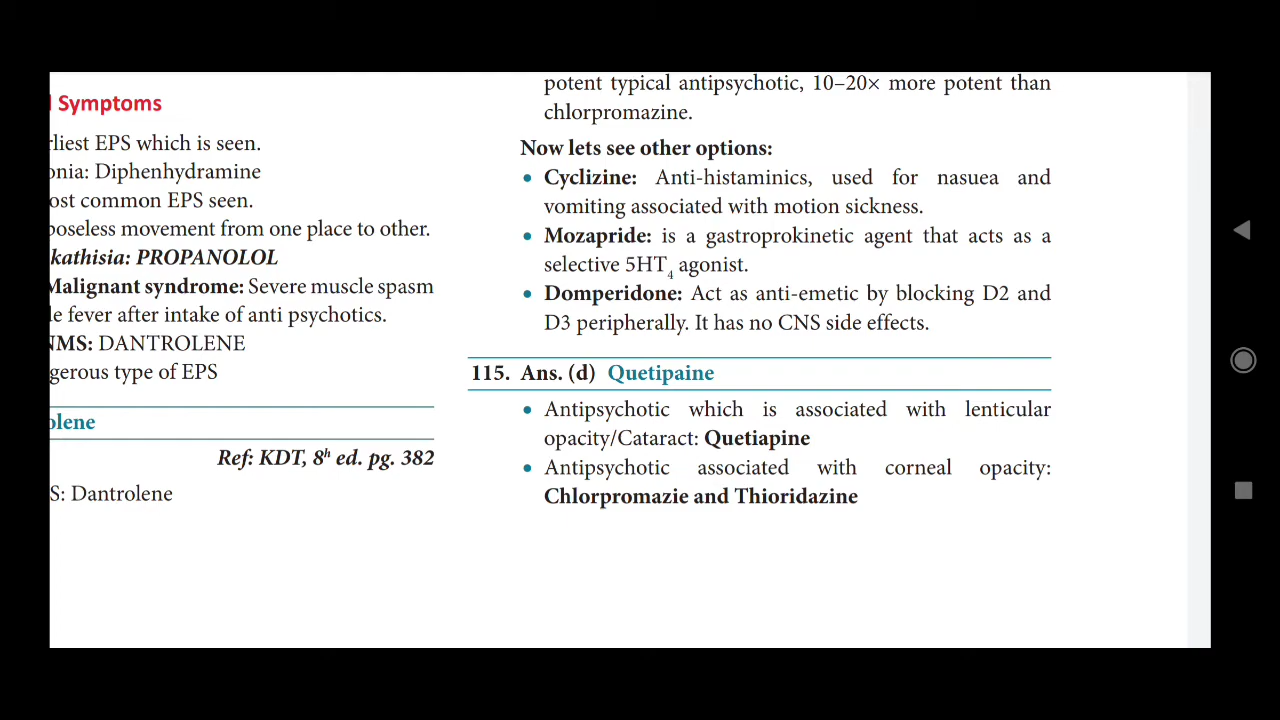 Symptoms
rliest EPS which is seen.
onia: Diphenhydramine
ost common EPS seen.
poseless movement from one place to other.
kathisia: PROPANOLOL
Malignant syndrome: Severe muscle spasm
le fever after intake of anti psychotics.
NMS: DANTROLENE
gerous type of EPS
olene
Ref: KDT, 8h ed. pg. 382
S: Dantrolene
potent typical antipsychotic, 10–20× more potent than
chlorpromazine.
Now lets see other options:
• Cyclizine: Anti-histaminics, used for nasuea and
vomiting associated with motion sickness.
• Mozapride: is a gastroprokinetic agent that acts as a
selective 5HT4 agonist.
• Domperidone: Act as anti-emetic by blocking D2 and
D3 peripherally. It has no CNS side effects.
115. Ans. (d) Quetipaine
• Antipsychotic which is associated with lenticular
opacity/Cataract: Quetiapine
• Antipsychotic associated with corneal opacity:
Chlorpromazie and Thioridazine